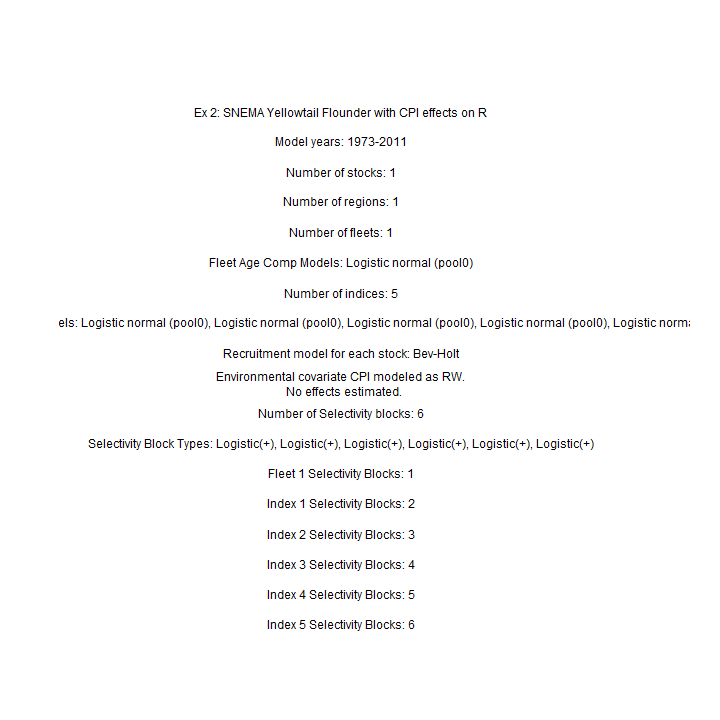 Ex 2: SNEMA Yellowtail Flounder with CPI effects on R
Model years: 1973-2011
Number of stocks: 1
Number of regions: 1
Number of fleets: 1
Fleet Age Comp Models: Logistic normal (pool0)
Number of indices: 5
els: Logistic normal (pool0), Logistic normal (pool0), Logistic normal (pool0), Logistic normal (pool0), Logistic norm
Recruitment model for each stock: Bev-Holt
Environmental covariate CPI modeled as RW.
No effects estimated.
Number of Selectivity blocks: 6
Selectivity Block Types: Logistic(+), Logistic(+), Logistic(+), Logistic(+), Logistic(+), Logistic(+)
Fleet 1 Selectivity Blocks: 1
Index 1 Selectivity Blocks: 2
Index 2 Selectivity Blocks: 3
Index 3 Selectivity Blocks: 4
Index 4 Selectivity Blocks: 5
Index 5 Selectivity Blocks: 6